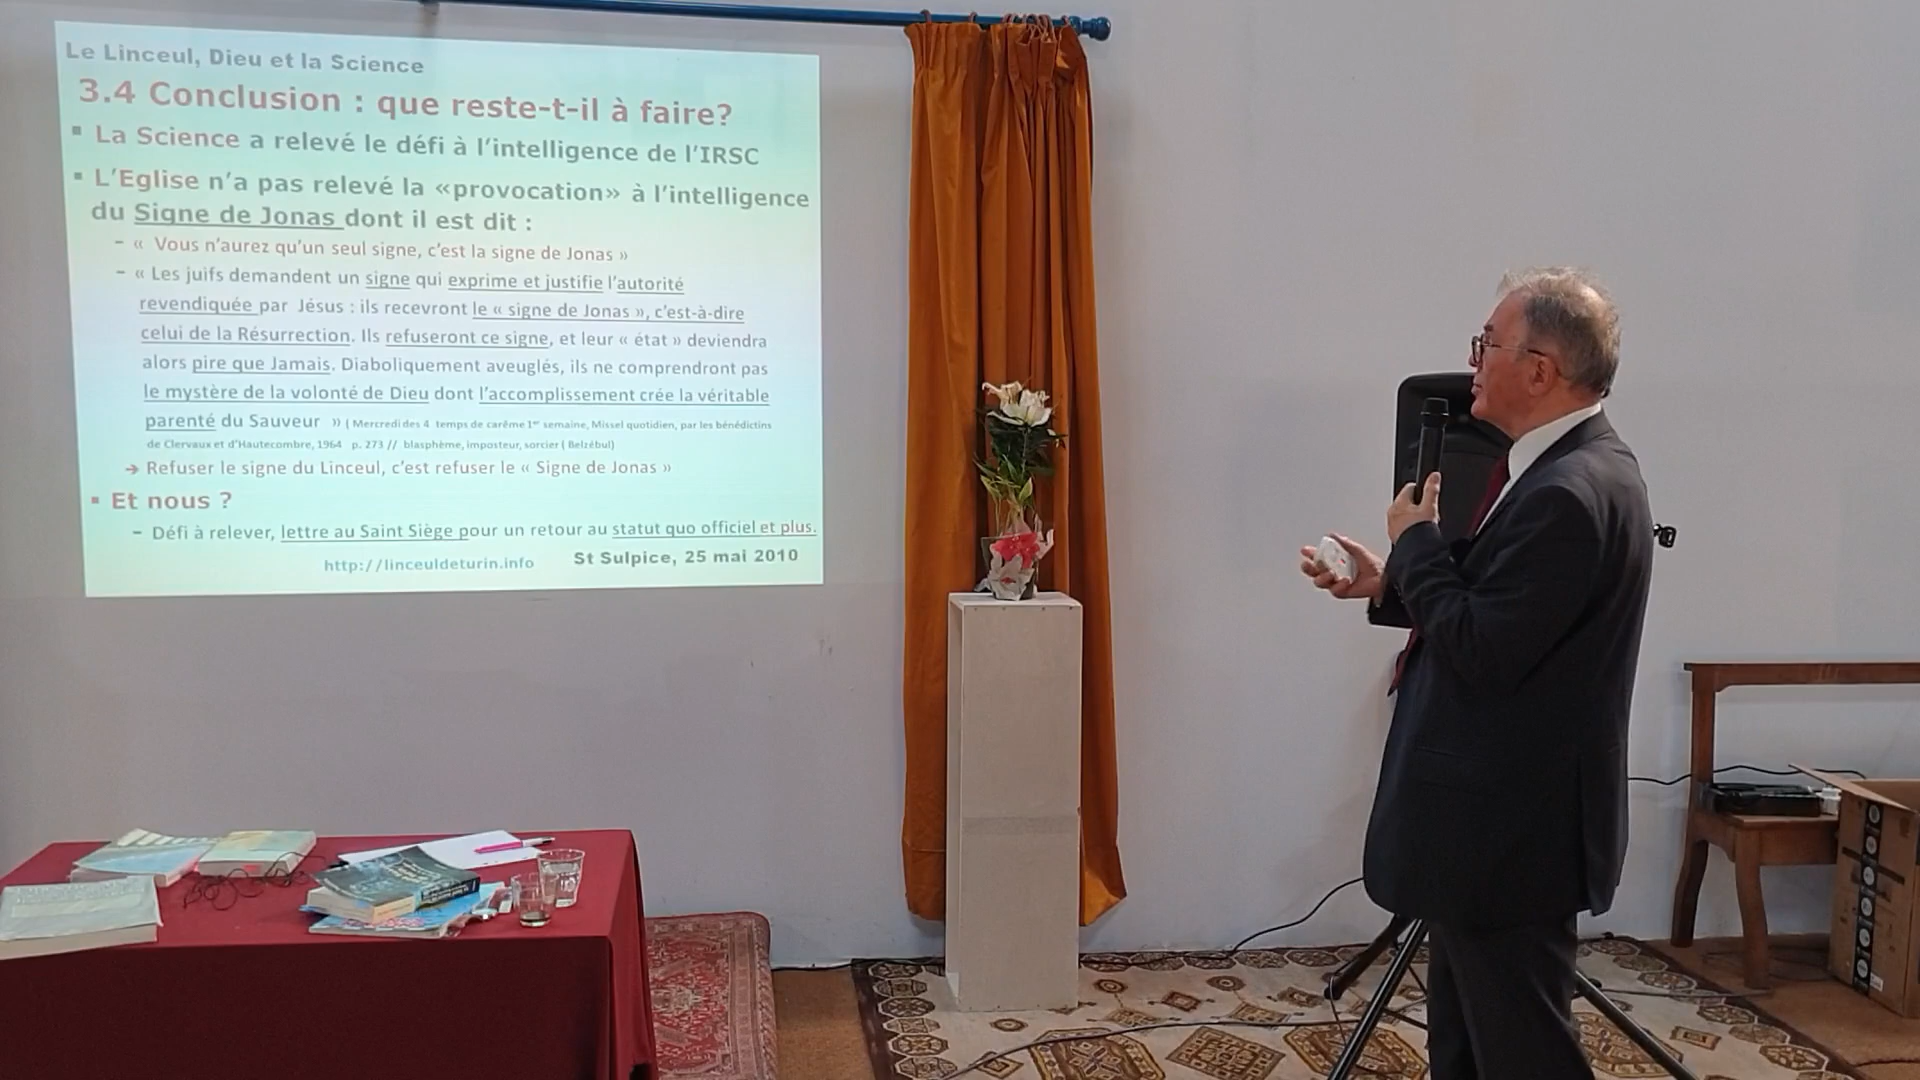 Le Linceul, Dieu et la Science
3.4 Conclusion : que reste-t-il à faire?
▪ La Science a relevé le défi à l’intelligence de l’IRSC
▪ L’Eglise n’a pas relevé la «provocation» à l’intelligence
du Signe de Jonas dont il est dit :
– « Vous n’aurez qu’un seul signe, c’est la signe de Jonas »
– « Les juifs demandent un signe qui exprime et justifie l’autorité
revendiquée par Jésus : ils recevront le « signe de Jonas », c’est-à-dire
celui de la Résurrection. Ils refuseront ce signe, et leur « état » deviendra
alors pire que Jamais. Diaboliquement aveuglés, ils ne comprendront pas
le mystère de la volonté de Dieu dont l’accomplissement crée la véritable
parenté du Sauveur » ( Mercredi des 4 temps de carême 1er semaine, Missel quotidien, par les bénédictins
de Clervaux et d’Hautecombre, 1964 p. 273 // blasphème, imposteur, sorcier ( Belzébul)
→ Refuser le signe du Linceul, c’est refuser le « Signe de Jonas »
▪ Et nous ?
– Défi à relever, lettre au Saint Siège pour un retour au statut quo officiel et plus.
http://linceuldeturin.info St Sulpice, 25 mai 2010